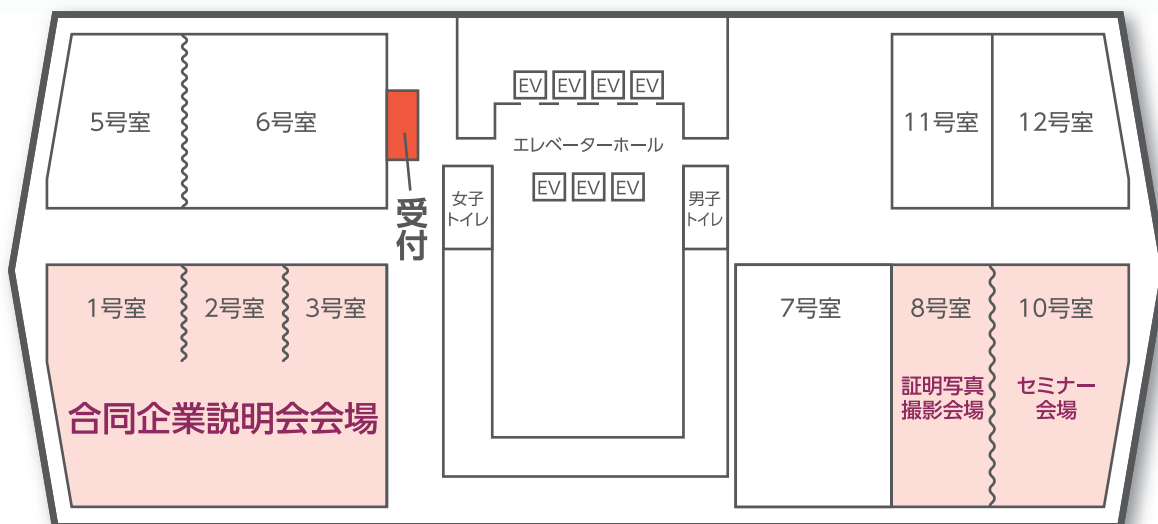 5号室
6号室
受付
EV EV EV EV
エレベーターホール
EV EV EV
女子
トイレ
男子
トイレ
11号室
12号室
1号室
2号室
3号室
合同企業説明会会場
7号室
8号室
証明写真
撮影会場
10号室
セミナー
会場